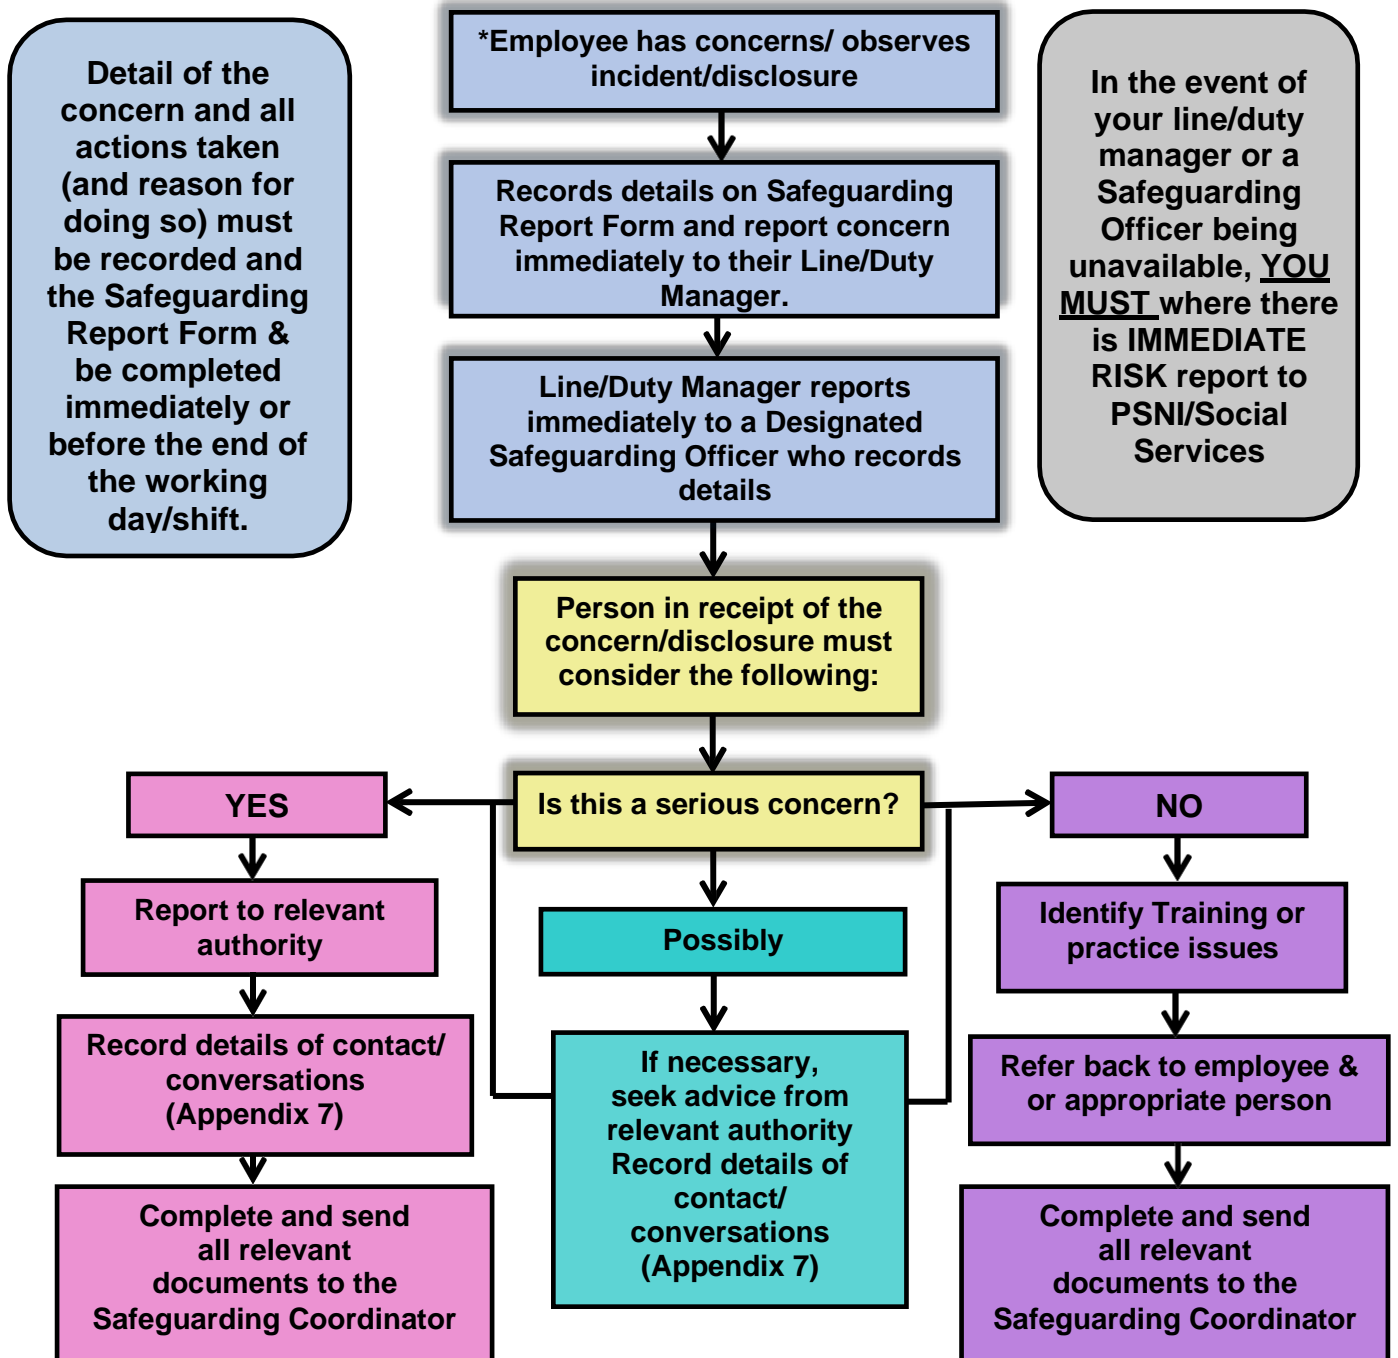 Detail of the
concern and all
actions taken
(and reason for
doing so) must
be recorded and
the Safeguarding
Report Form &
be completed
immediately or
before the end of
the working
day/shift.
*Employee has concerns/ observes
incident/disclosure
In the event of
your line/duty
manager or a
Safeguarding
Officer being
unavailable, YOU
MUST where there
is IMMEDIATE
RISK report to
PSNI/Social
Services
Records details on Safeguarding
Report Form and report concern
immediately to their Line/Duty
Manager.
Line/Duty Manager reports
immediately to a Designated
Safeguarding Officer who records
details
Person in receipt of the
concern/disclosure must
consider the following:
Is this a serious concern?
YES
Report to relevant
authority
Record details of contact/
conversations
(Appendix 7)
Complete and send
all relevant
documents to the
Safeguarding Coordinator
Possibly
If necessary,
seek advice from
relevant authority
Record details of
contact/
conversations
(Appendix 7)
NO
Identify Training or
practice issues
Refer back to employee &
or appropriate person
Complete and send
all relevant
documents to the
Safeguarding Coordinator